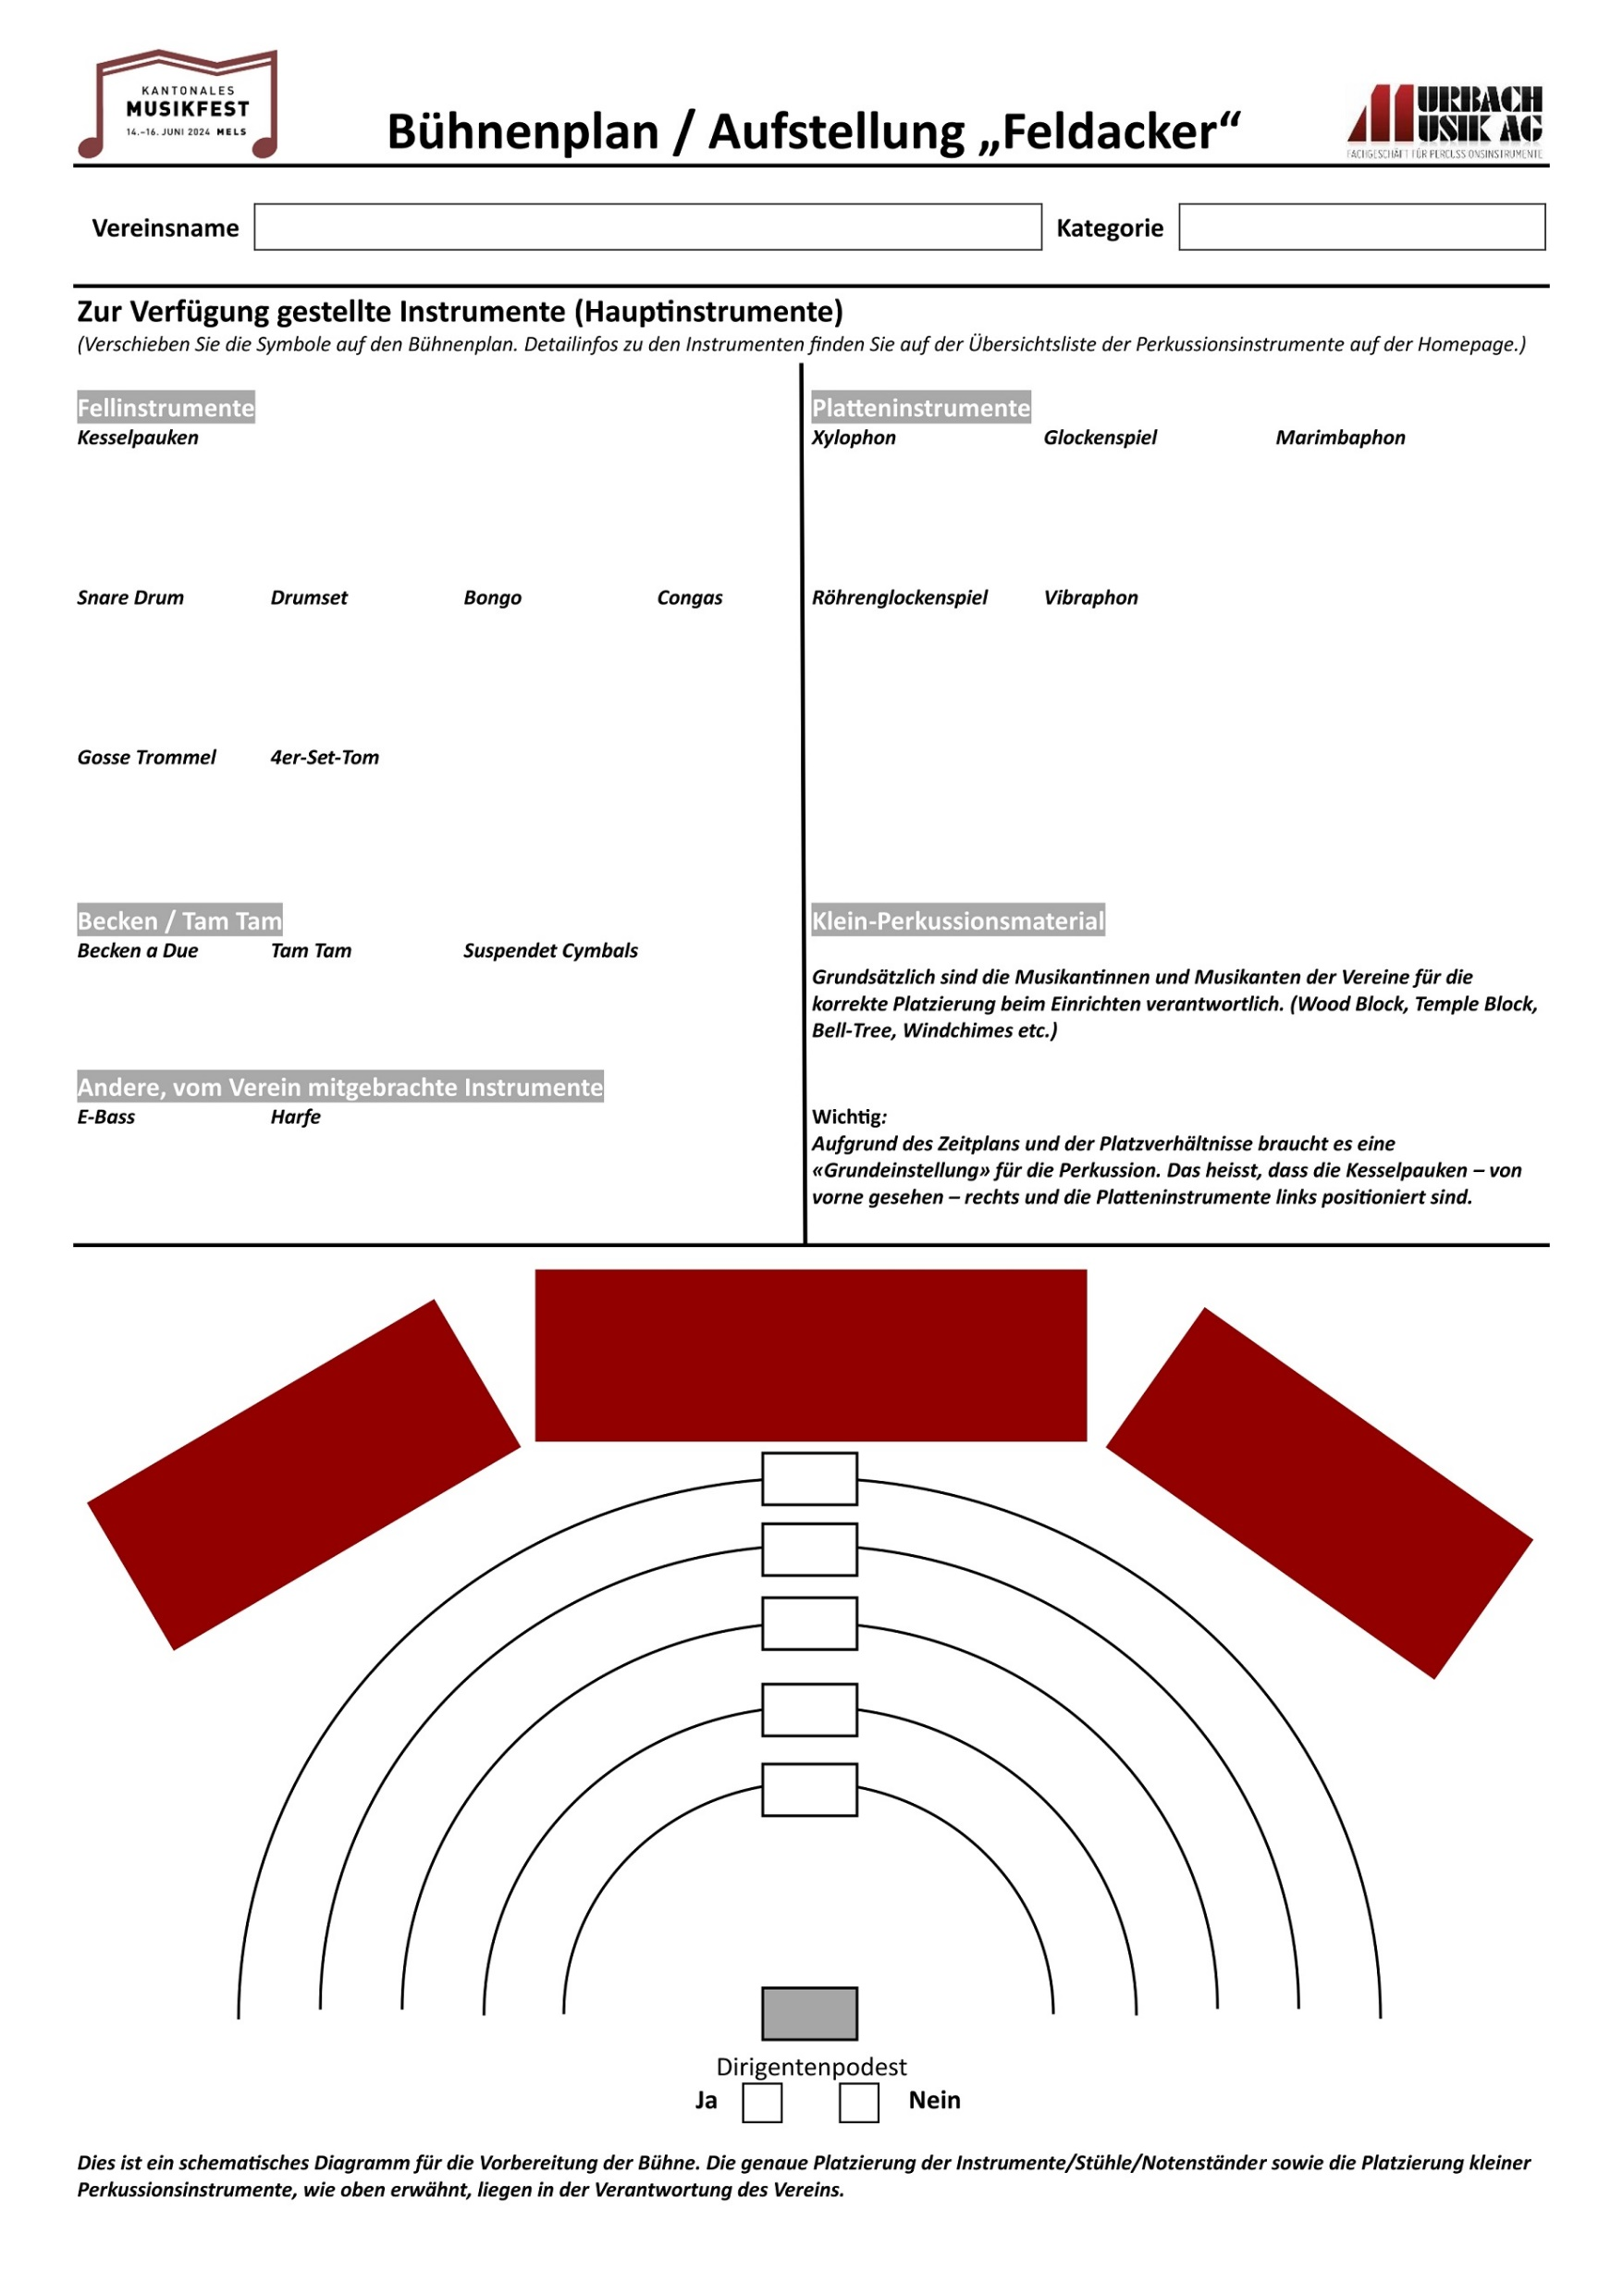 KANTONALES
MUSIKFEST
14.–16. JUNI 2024 MELS
Bühnenplan / Aufstellung „Feldacker“
URBACH
USIK AG
FACHGESCHÄFT FÜR PERCUSSIONSINSTRUMENTE
Vereinsname
Kategorie
Zur Verfügung gestellte Instrumente (Hauptinstrumente)
(Verschieben Sie die Symbole auf den Bühnenplan. Detailinfos zu den Instrumenten finden Sie auf der Übersichtsliste der Perkussionsinstrumente auf der Homepage.)
Fellinstrumente
Kesselpauken
Snare Drum Drumset Bongo Congas
Gosse Trommel 4er-Set-Tom
Becken / Tam Tam
Becken a Due Tam Tam Suspendet Cymbals
Andere, vom Verein mitgebrachte Instrumente
E-Bass Harfe
Platteninstrumente
Xylophon Glockenspiel Marimbaphon
Röhrenglockenspiel Vibraphon
Klein-Perkussionsmaterial
Grundsätzlich sind die Musikantinnen und Musikanten der Vereine für die
korrekte Platzierung beim Einrichten verantwortlich. (Wood Block, Temple Block,
Bell-Tree, Windchimes etc.)
Wichtig:
Aufgrund des Zeitplans und der Platzverhältnisse braucht es eine
«Grundeinstellung» für die Perkussion. Das heisst, dass die Kesselpauken – von
vorne gesehen – rechts und die Platteninstrumente links positioniert sind.
Dirigentenpodest
Ja Nein
Dies ist ein schematisches Diagramm für die Vorbereitung der Bühne. Die genaue Platzierung der Instrumente/Stühle/Notenständer sowie die Platzierung kleiner
Perkussionsinstrumente, wie oben erwähnt, liegen in der Verantwortung des Vereins.